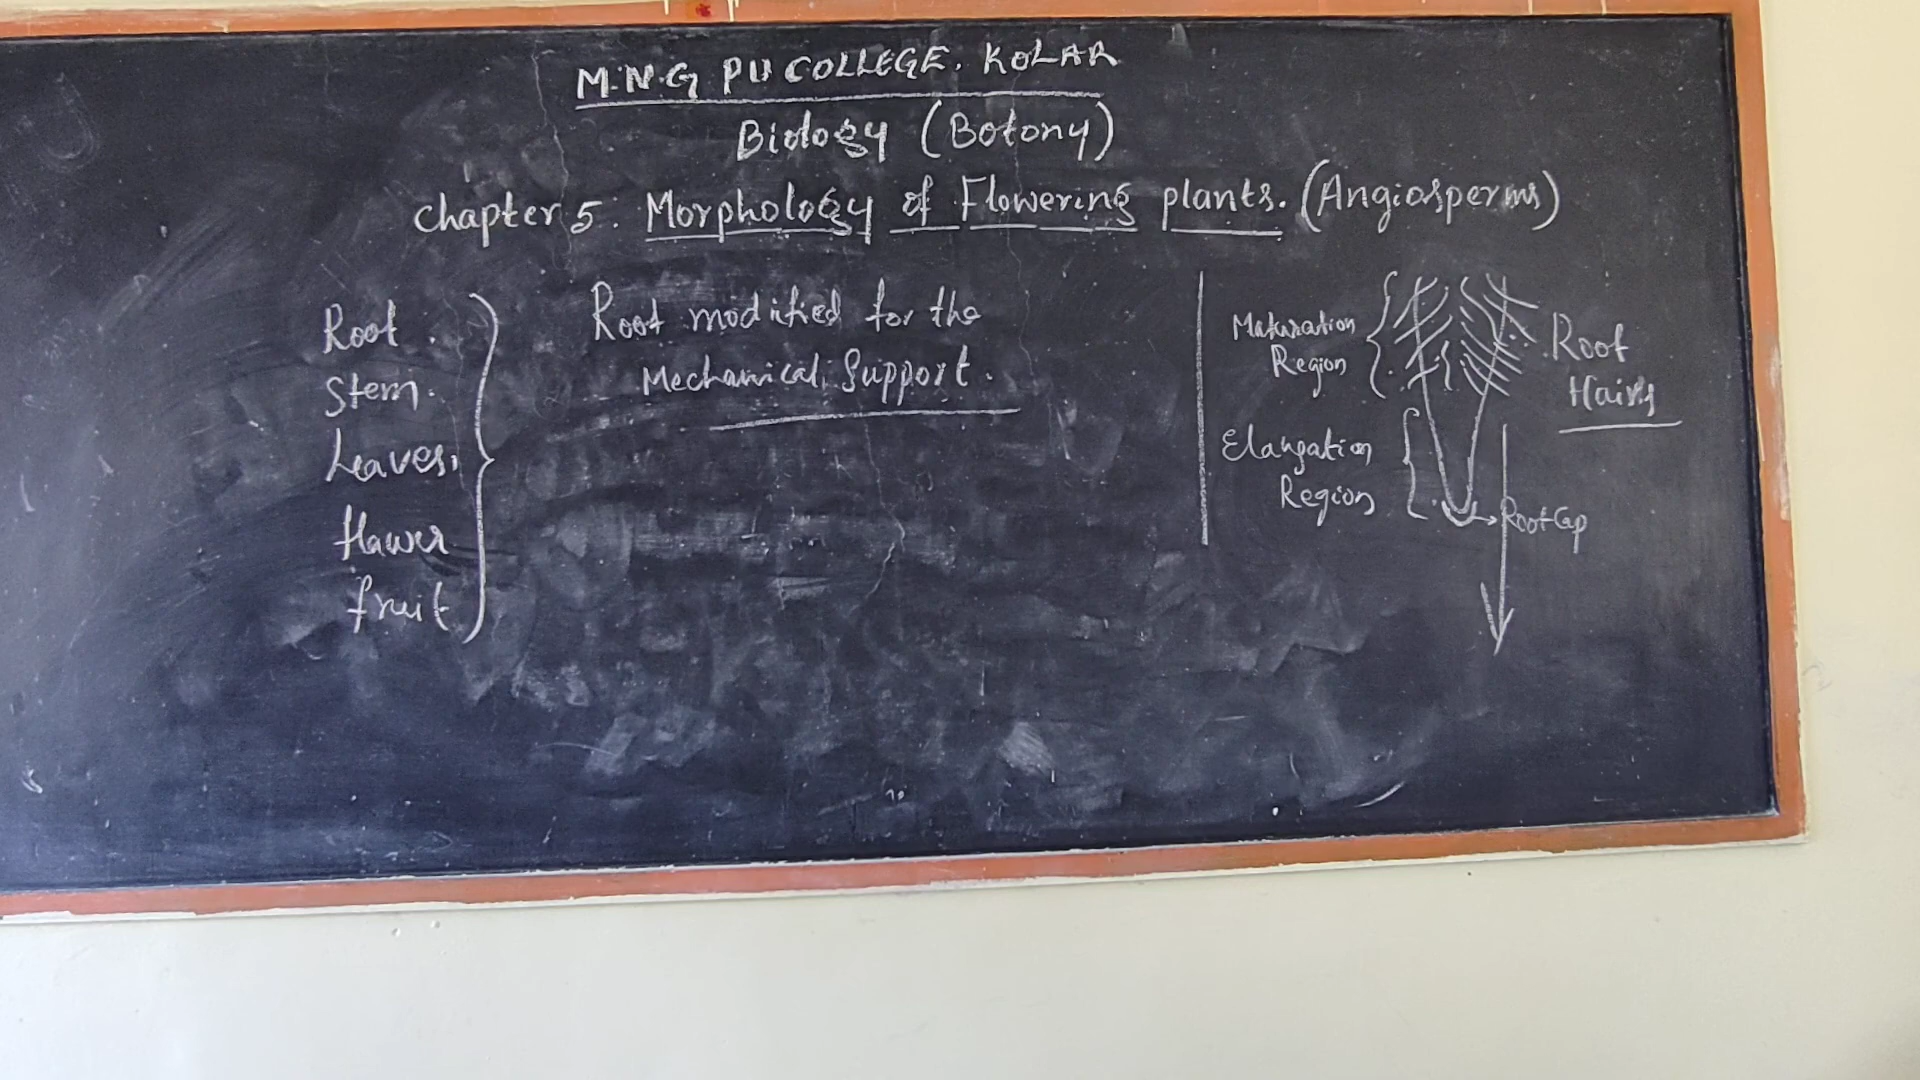 M.N.G PU COLLEGE. KOLAR
Biology (Botony)
Chapter 5: Morphology of Flowering plants. (Angiosperms)
Root
Stem
Leaves
flower
fruit
Root modified for the
Mechanical Support.
Maturation
Region
Root
Hairs
Elangation
Region
Root Cap